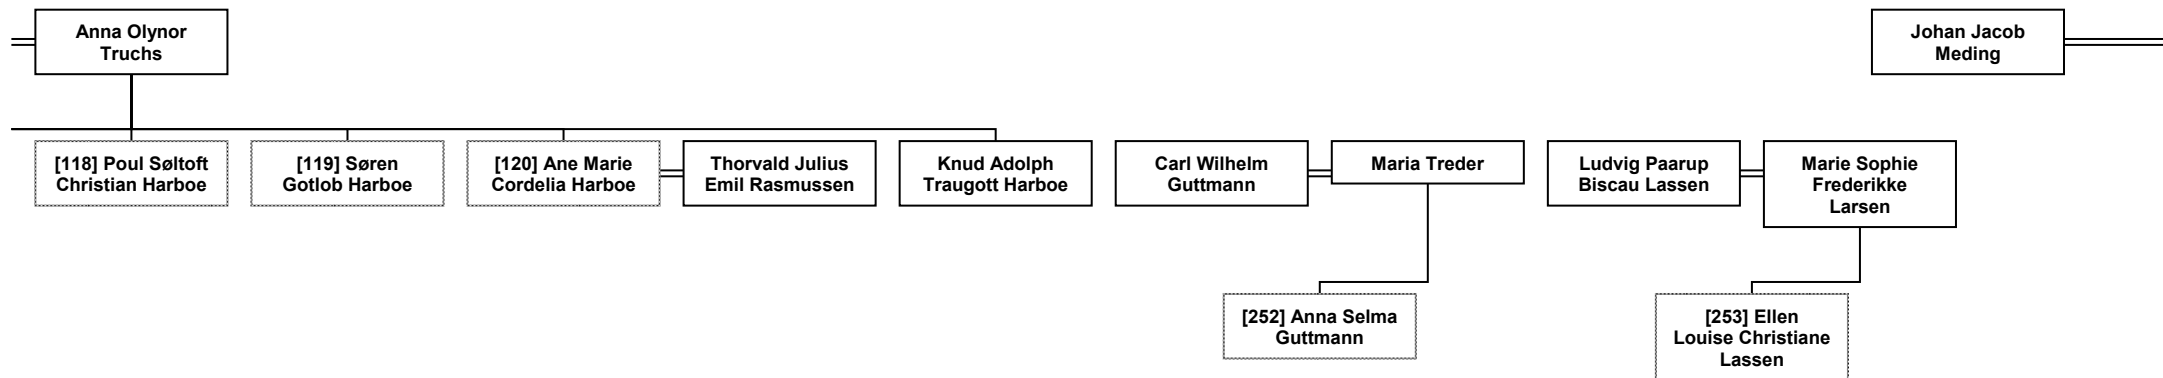 Anna Olynor
Truchs
Johan Jacob
Meding
[118] Poul Søltoft
Christian Harboe
[119] Søren
Gotlob Harboe
[120] Ane Marie
Cordelia Harboe
Thorvald Julius
Emil Rasmussen
Knud Adolph
Traugott Harboe
Carl Wilhelm
Guttmann
Maria Treder
Ludvig Paarup
Biscau Lassen
Marie Sophie
Frederikke
Larsen
[252] Anna Selma
Guttmann
[253] Ellen
Louise Christiane
Lassen